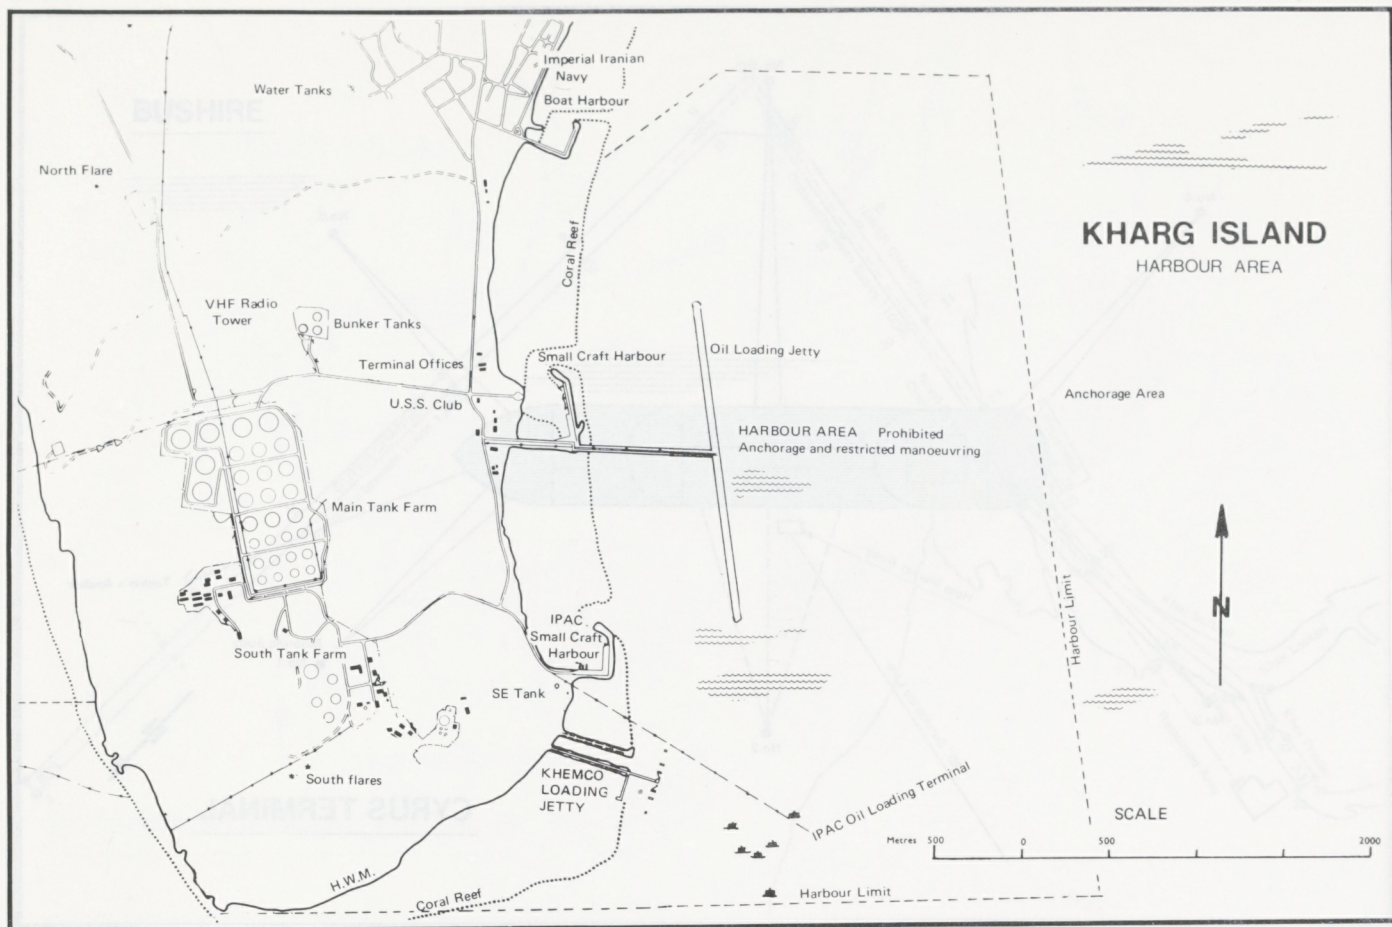 Imperial Iranian
Navy
Boat Harbour
Water Tanks
North Flare
BUSHIRE
Coral Reef
KHARG ISLAND
HARBOUR AREA
VHF Radio
Tower
Bunker Tanks
Terminal Offices
Small Craft Harbour
Oil Loading Jetty
U.S.S. Club
Anchorage Area
HARBOUR AREA Prohibited
Anchorage and restricted manoeuvring
Main Tank Farm
N
Harbour Limit
IPAC
Small Craft
Harbour
South Tank Farm
SE Tank
South flares
KHEMCO
LOADING
JETTY
CYRUS TERMINAL
IPAC Oil Loading Terminal
SCALE
Metres 500 0 500 2000
H.W.M.
Coral Reef
Harbour Limit